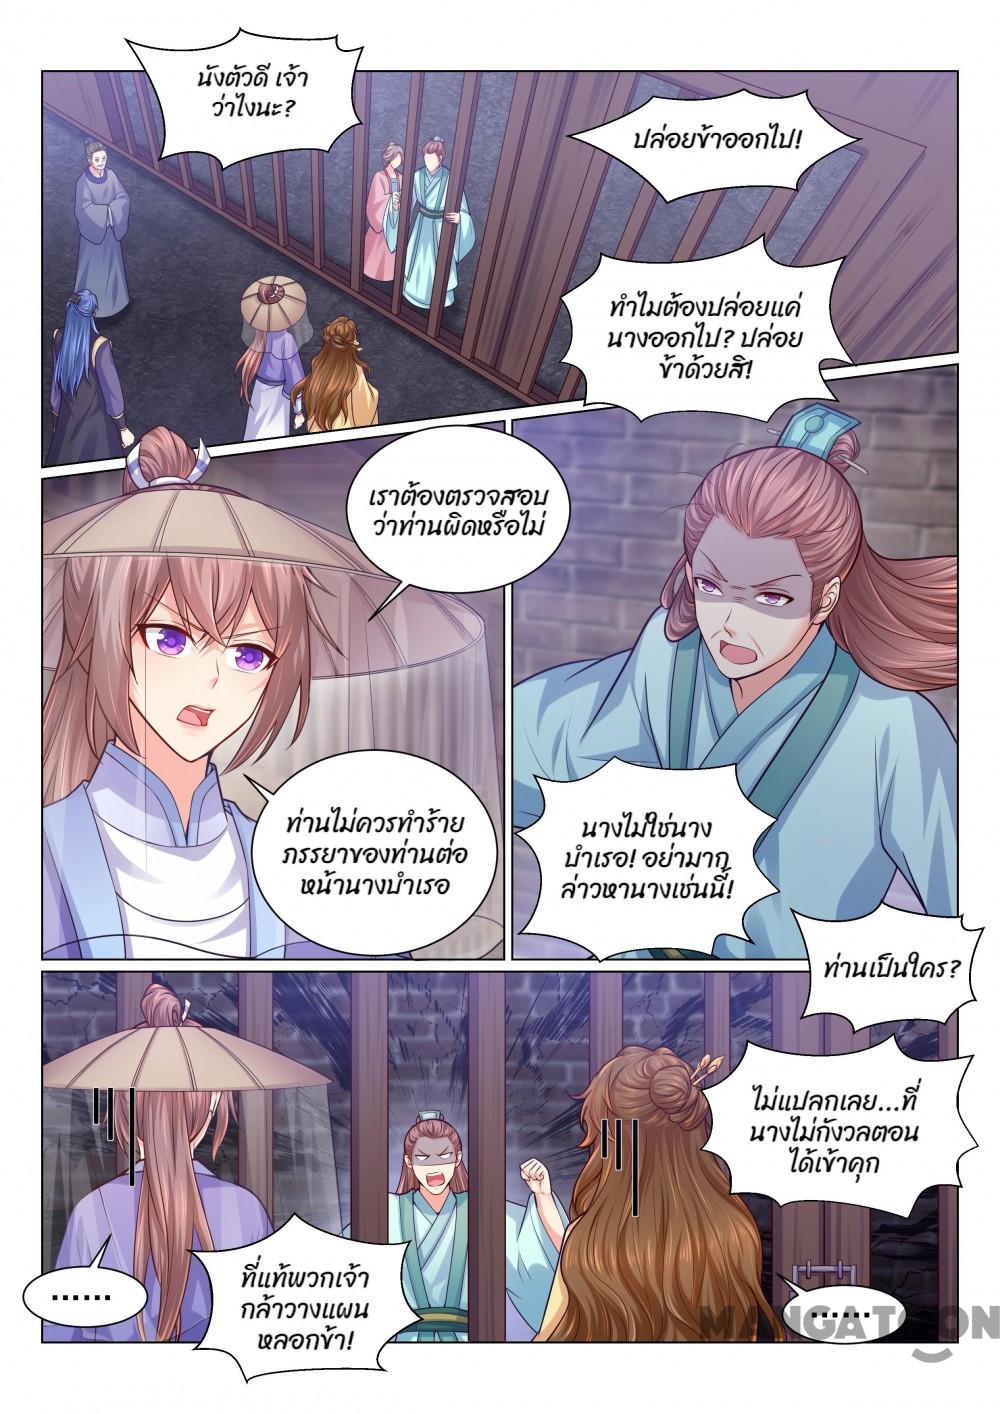 นังตัวดี เจ้า
ว่าไงนะ?
ปล่อยข้าออกไป!
ทำไมต้องปล่อยแค่
นางออกไป? ปล่อย
ข้าด้วยสิ!
เราต้องตรวจสอบ
ว่าท่านผิดหรือไม่
ท่านไม่ควรทำร้าย
ภรรยาของท่านต่อ
หน้านางบำเรอ
นางไม่ใช่นาง
บำเรอ! อย่ามาก
ล่าวหานางเช่นนี้!
ท่านเป็นใคร?
ไม่แปลกเลย...ที่
นางไม่กังวลตอน
ได้เข้าคุก
......
ที่แท้พวกเจ้า
กล้าวางแผน
หลอกข้า!
......
MANGATOON